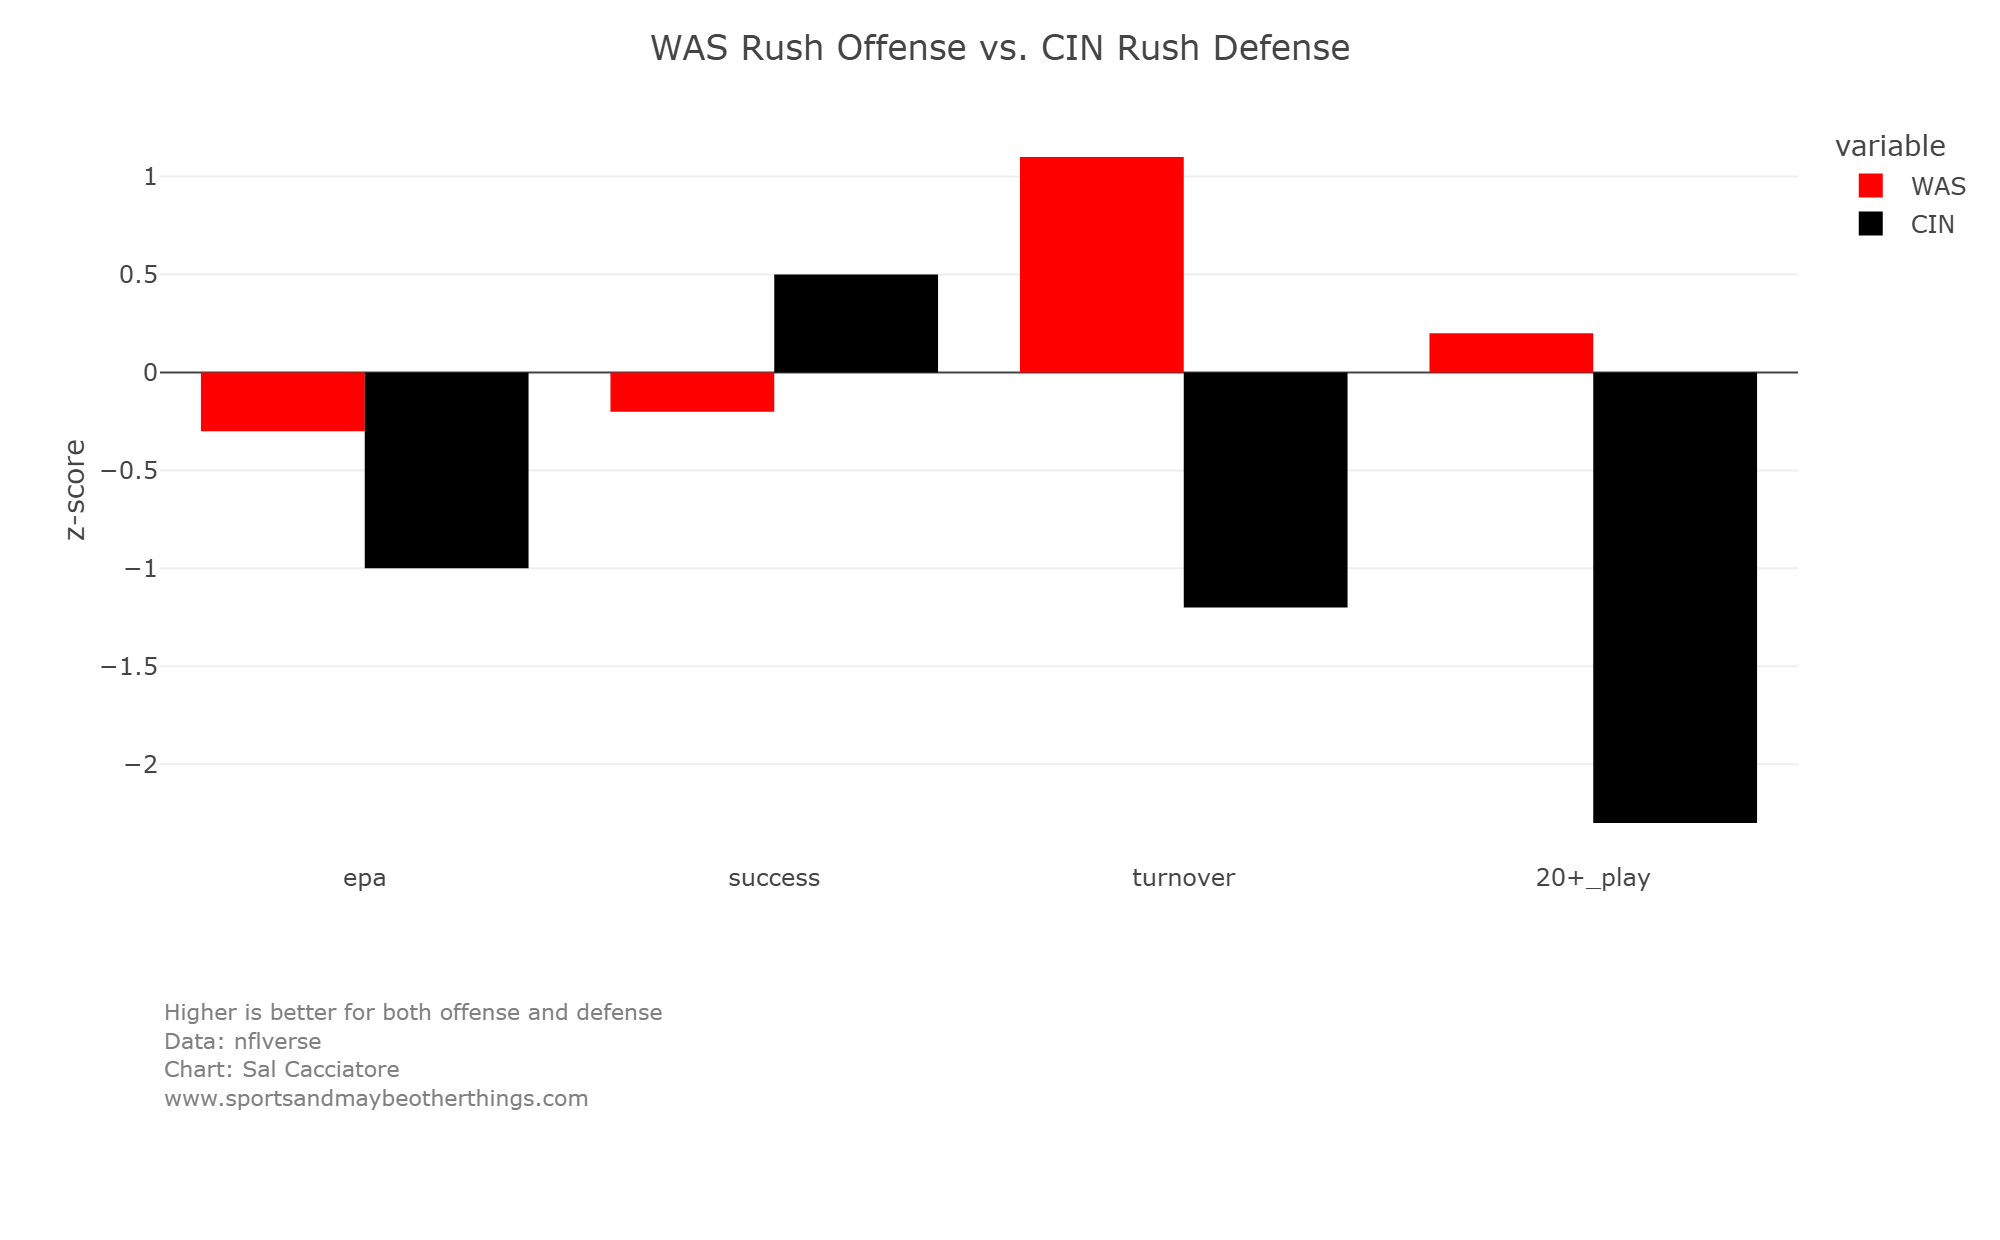 WAS Rush Offense vs. CIN Rush Defense
variable
WAS
CIN
1
0.5
0
−0.5
−1
−1.5
−2
z-score
epa
success
turnover
20+_play
Higher is better for both offense and defense
Data: nflverse
Chart: Sal Cacciatore
www.sportsandmaybeotherthings.com